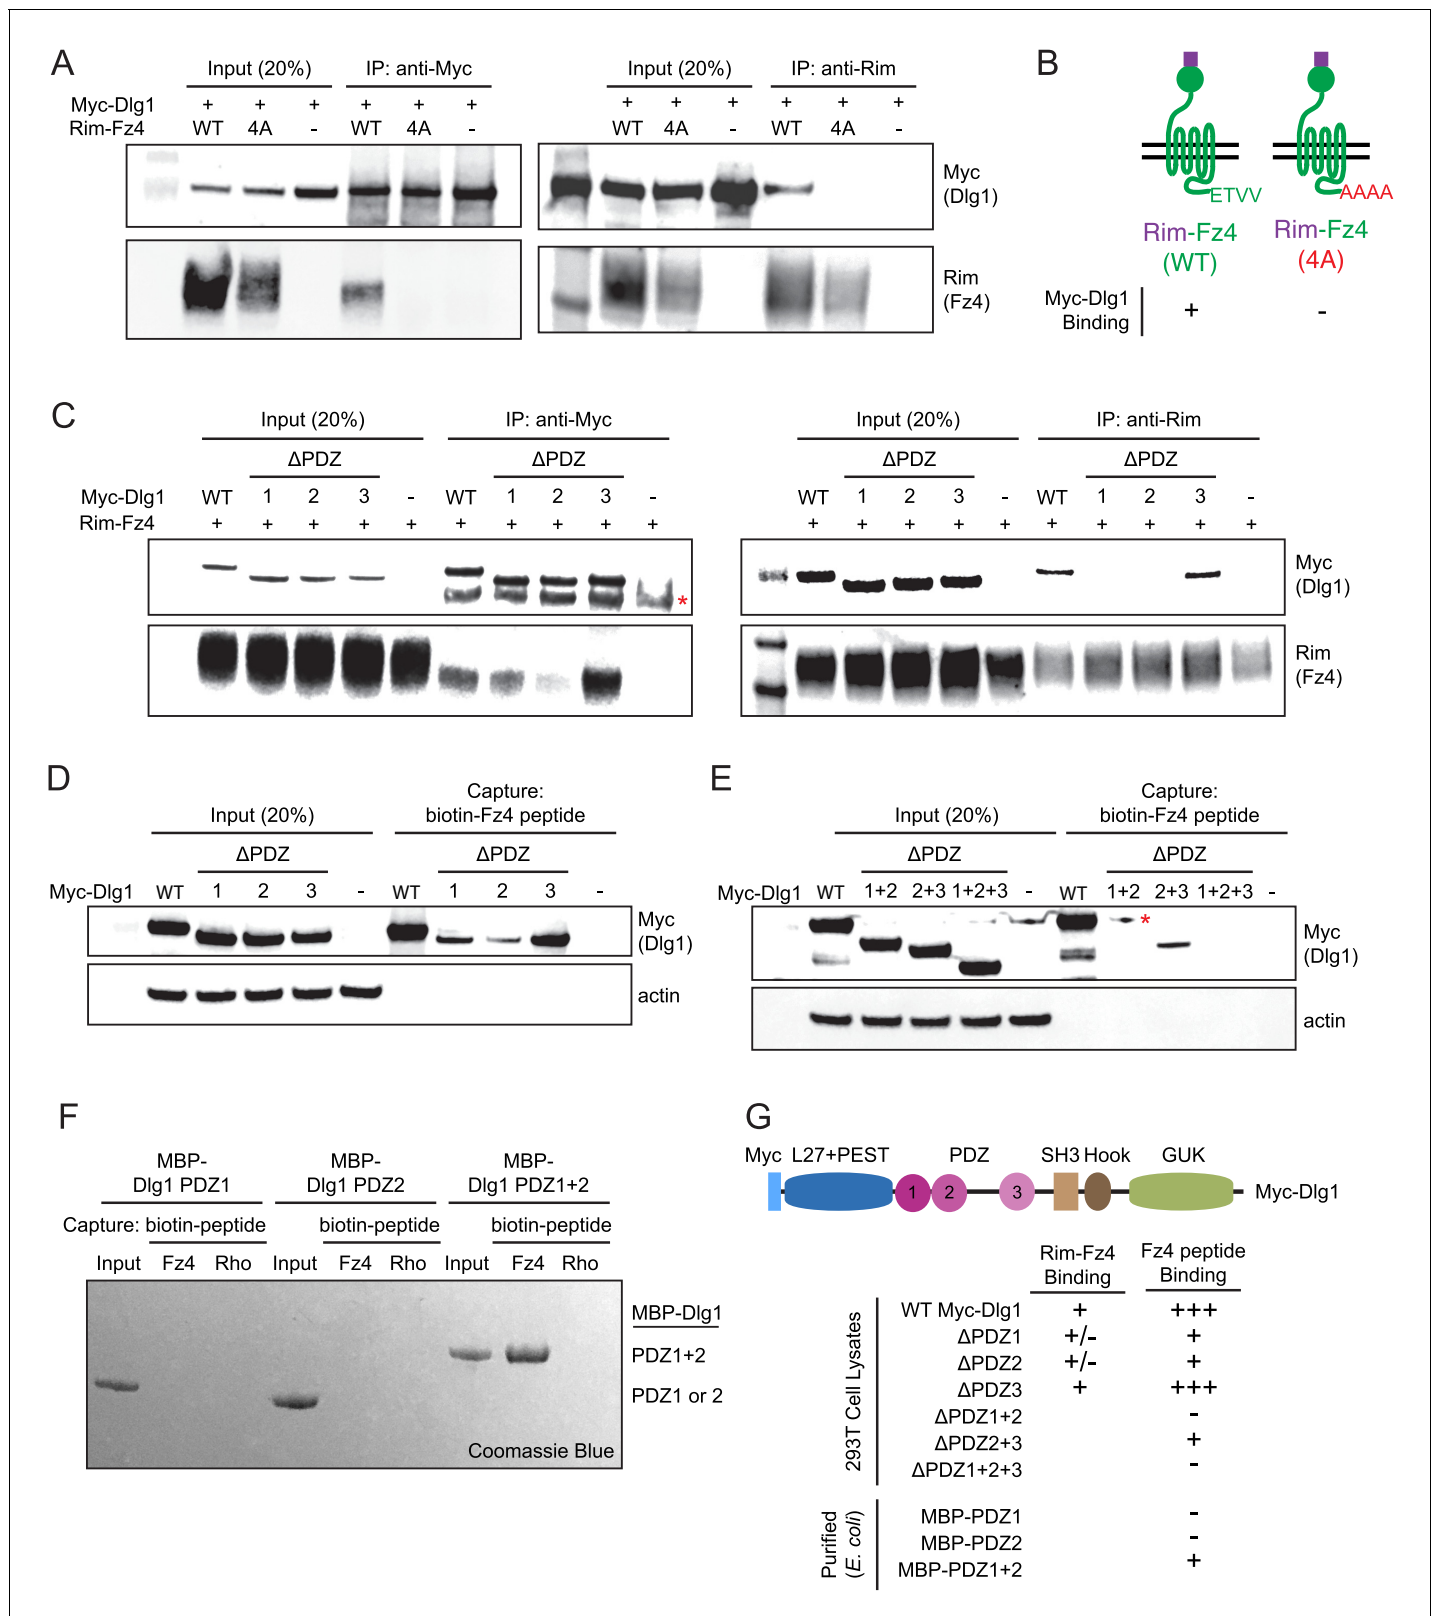 A
Input (20%) IP: anti-Myc Input (20%) IP: anti-Rim
Myc-Dlg1 + + + + + + + + + + + +
Rim-Fz4 WT 4A - WT 4A - WT 4A - WT 4A -
Myc
(Dlg1)
Rim
(Fz4)
B
ETVV AAAA
Rim-Fz4 Rim-Fz4
(WT) (4A)
Myc-Dlg1
Binding + -
C
Input (20%) IP: anti-Myc Input (20%) IP: anti-Rim
ΔPDZ ΔPDZ ΔPDZ ΔPDZ
Myc-Dlg1 WT 1 2 3 - WT 1 2 3 - WT 1 2 3 - WT 1 2 3 -
Rim-Fz4 + + + + + + + + + + + + + + + + + + + +
*
Myc
(Dlg1)
Rim
(Fz4)
D
Capture:
Input (20%) biotin-Fz4 peptide
ΔPDZ ΔPDZ
Myc-Dlg1 WT 1 2 3 - WT 1 2 3 -
Myc
(Dlg1)
actin
E
Capture:
Input (20%) biotin-Fz4 peptide
ΔPDZ ΔPDZ
Myc-Dlg1 WT 1+2 2+3 1+2+3 - WT 1+2 2+3 1+2+3 -
*
Myc
(Dlg1)
actin
F
MBP- MBP- MBP-
Dlg1 PDZ1 Dlg1 PDZ2 Dlg1 PDZ1+2
Capture: biotin-peptide biotin-peptide biotin-peptide
Input Fz4 Rho Input Fz4 Rho Input Fz4 Rho
MBP-Dlg1
PDZ1+2
PDZ1 or 2
Coomassie Blue
G
Myc L27+PEST PDZ SH3 Hook GUK
1 2 3
Myc-Dlg1
Rim-Fz4 Fz4 peptide
Binding Binding
293T Cell Lysates
WT Myc-Dlg1 + +++
ΔPDZ1 +/- +
ΔPDZ2 +/- +
ΔPDZ3 + +++
ΔPDZ1+2 -
ΔPDZ2+3 +
ΔPDZ1+2+3 -
Purified
(E. coli)
MBP-PDZ1 -
MBP-PDZ2 -
MBP-PDZ1+2 +